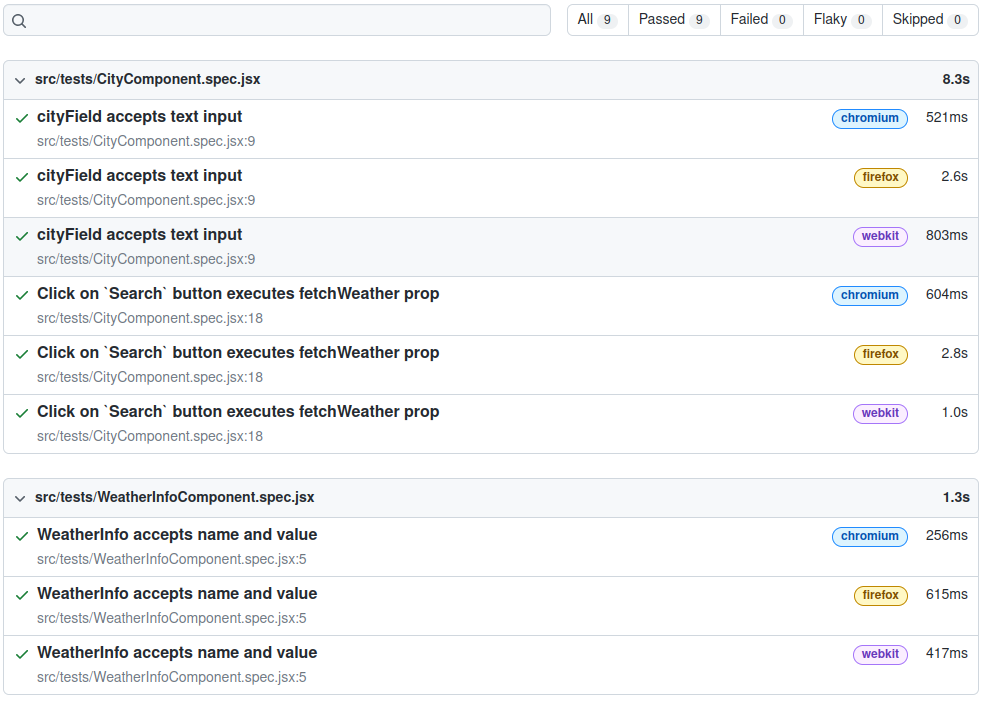 All 9 Passed 9 Failed 0 Flaky 0 Skipped 0
src/tests/CityComponent.spec.jsx 8.3s
cityField accepts text input chromium 521ms
src/tests/CityComponent.spec.jsx:9
cityField accepts text input firefox 2.6s
src/tests/CityComponent.spec.jsx:9
cityField accepts text input webkit 803ms
src/tests/CityComponent.spec.jsx:9
Click on `Search` button executes fetchWeather prop chromium 604ms
src/tests/CityComponent.spec.jsx:18
Click on `Search` button executes fetchWeather prop firefox 2.8s
src/tests/CityComponent.spec.jsx:18
Click on `Search` button executes fetchWeather prop webkit 1.0s
src/tests/CityComponent.spec.jsx:18
src/tests/WeatherInfoComponent.spec.jsx 1.3s
WeatherInfo accepts name and value chromium 256ms
src/tests/WeatherInfoComponent.spec.jsx:5
WeatherInfo accepts name and value firefox 615ms
src/tests/WeatherInfoComponent.spec.jsx:5
WeatherInfo accepts name and value webkit 417ms
src/tests/WeatherInfoComponent.spec.jsx:5